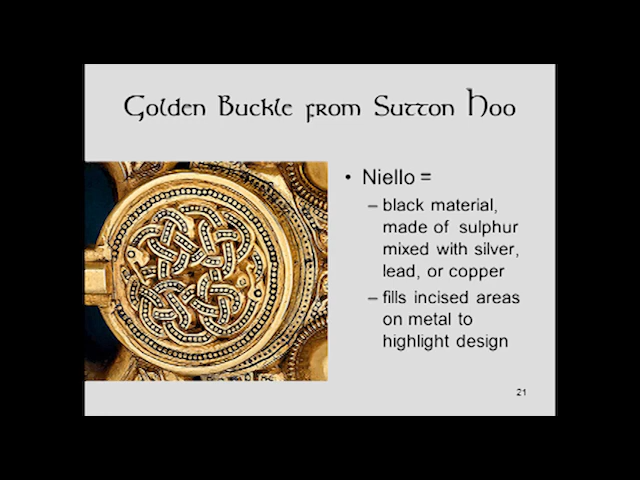 Golden Buckle from Sutton Hoo
• Niello =
– black material,
made of sulphur
mixed with silver,
lead, or copper
– fills incised areas
on metal to
highlight design
21